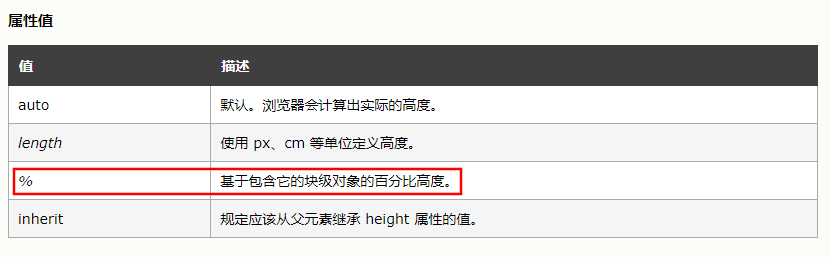 属性值
值 描述
auto 默认。浏览器会计算出实际的高度。
length 使用 px、cm 等单位定义高度。
% 基于包含它的块级对象的百分比高度。
inherit 规定应该从父元素继承 height 属性的值。